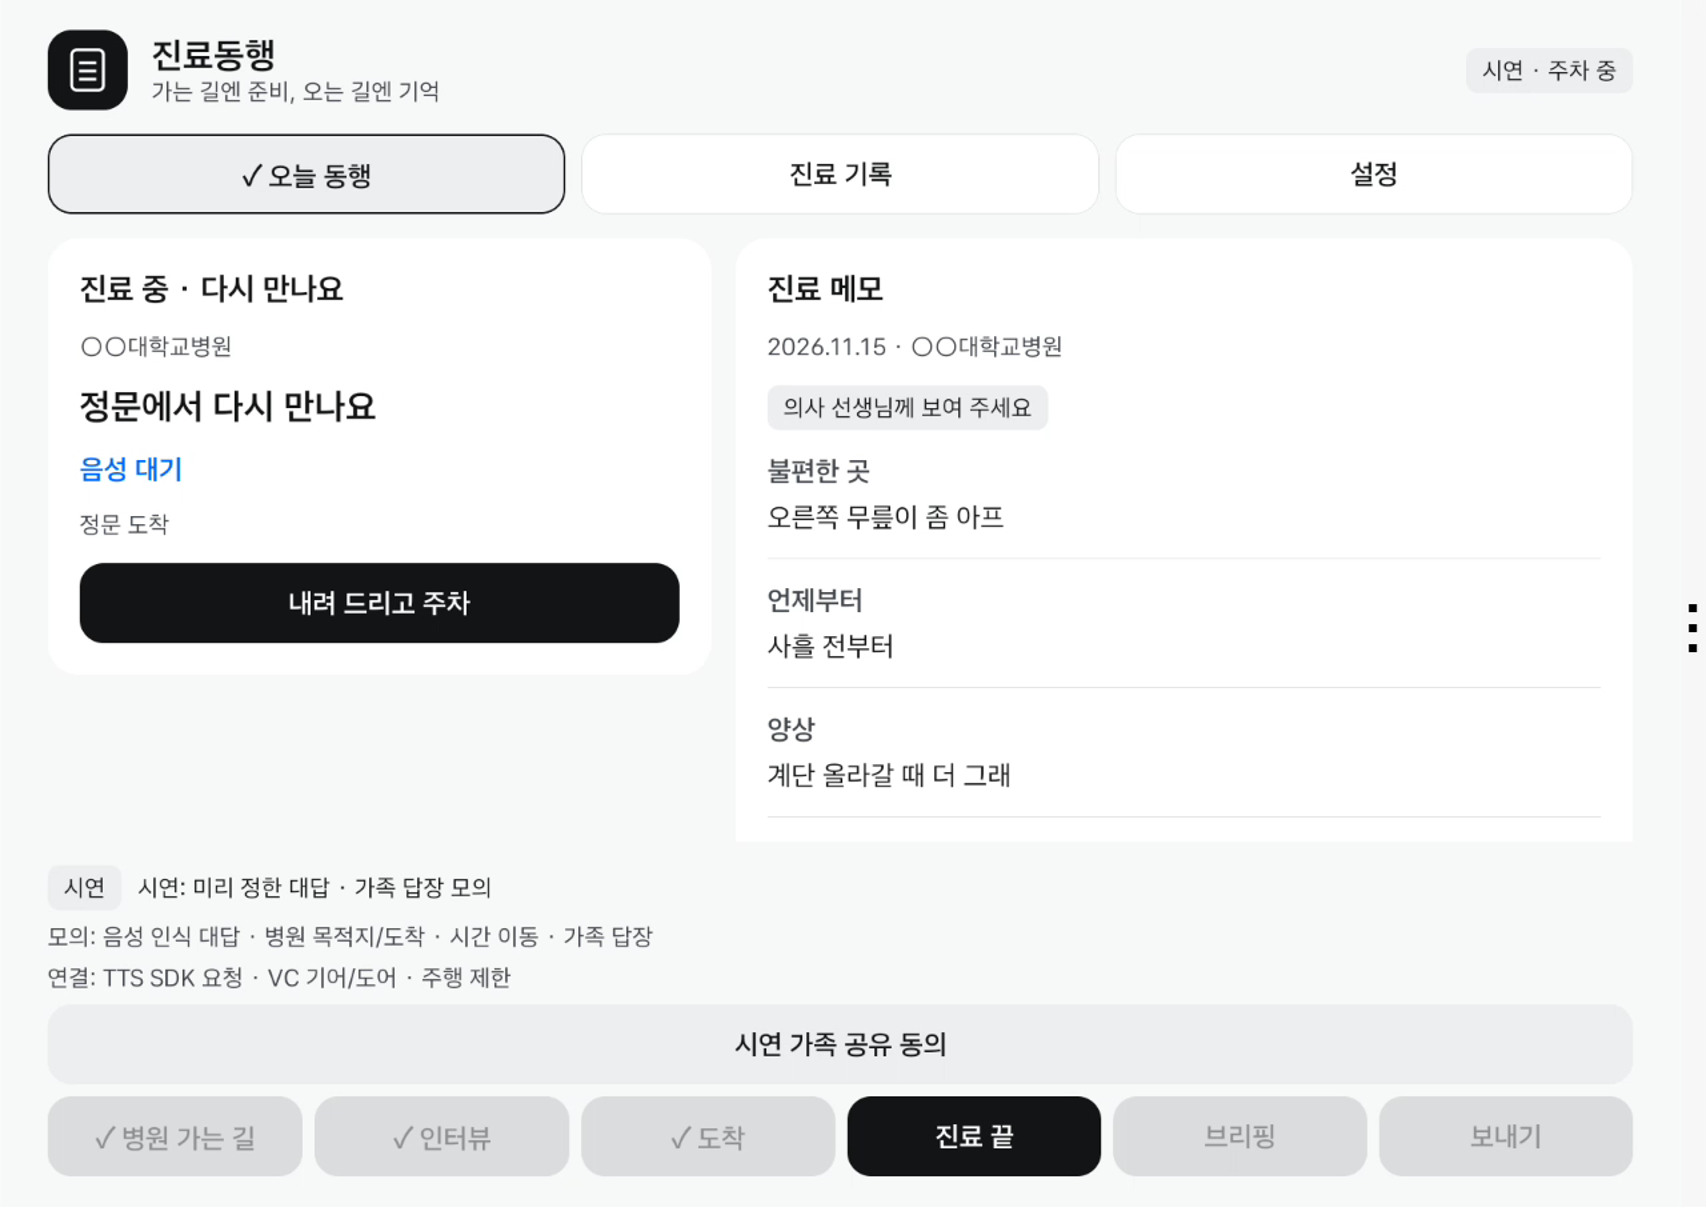 진료동행
가는 길엔 준비, 오는 길엔 기억
시연 · 주차 중
✓ 오늘 동행
진료 기록
설정
진료 중 · 다시 만나요
○○대학교병원
정문에서 다시 만나요
음성 대기
정문 도착
내려 드리고 주차
진료 메모
2026.11.15 · ○○대학교병원
의사 선생님께 보여 주세요
불편한 곳
오른쪽 무릎이 좀 아프
언제부터
사흘 전부터
양상
계단 올라갈 때 더 그래
시연 시연: 미리 정한 대답 · 가족 답장 모의
모의: 음성 인식 대답 · 병원 목적지/도착 · 시간 이동 · 가족 답장
연결: TTS SDK 요청 · VC 기어/도어 · 주행 제한
시연 가족 공유 동의
✓ 병원 가는 길
✓ 인터뷰
✓ 도착
진료 끝
브리핑
보내기